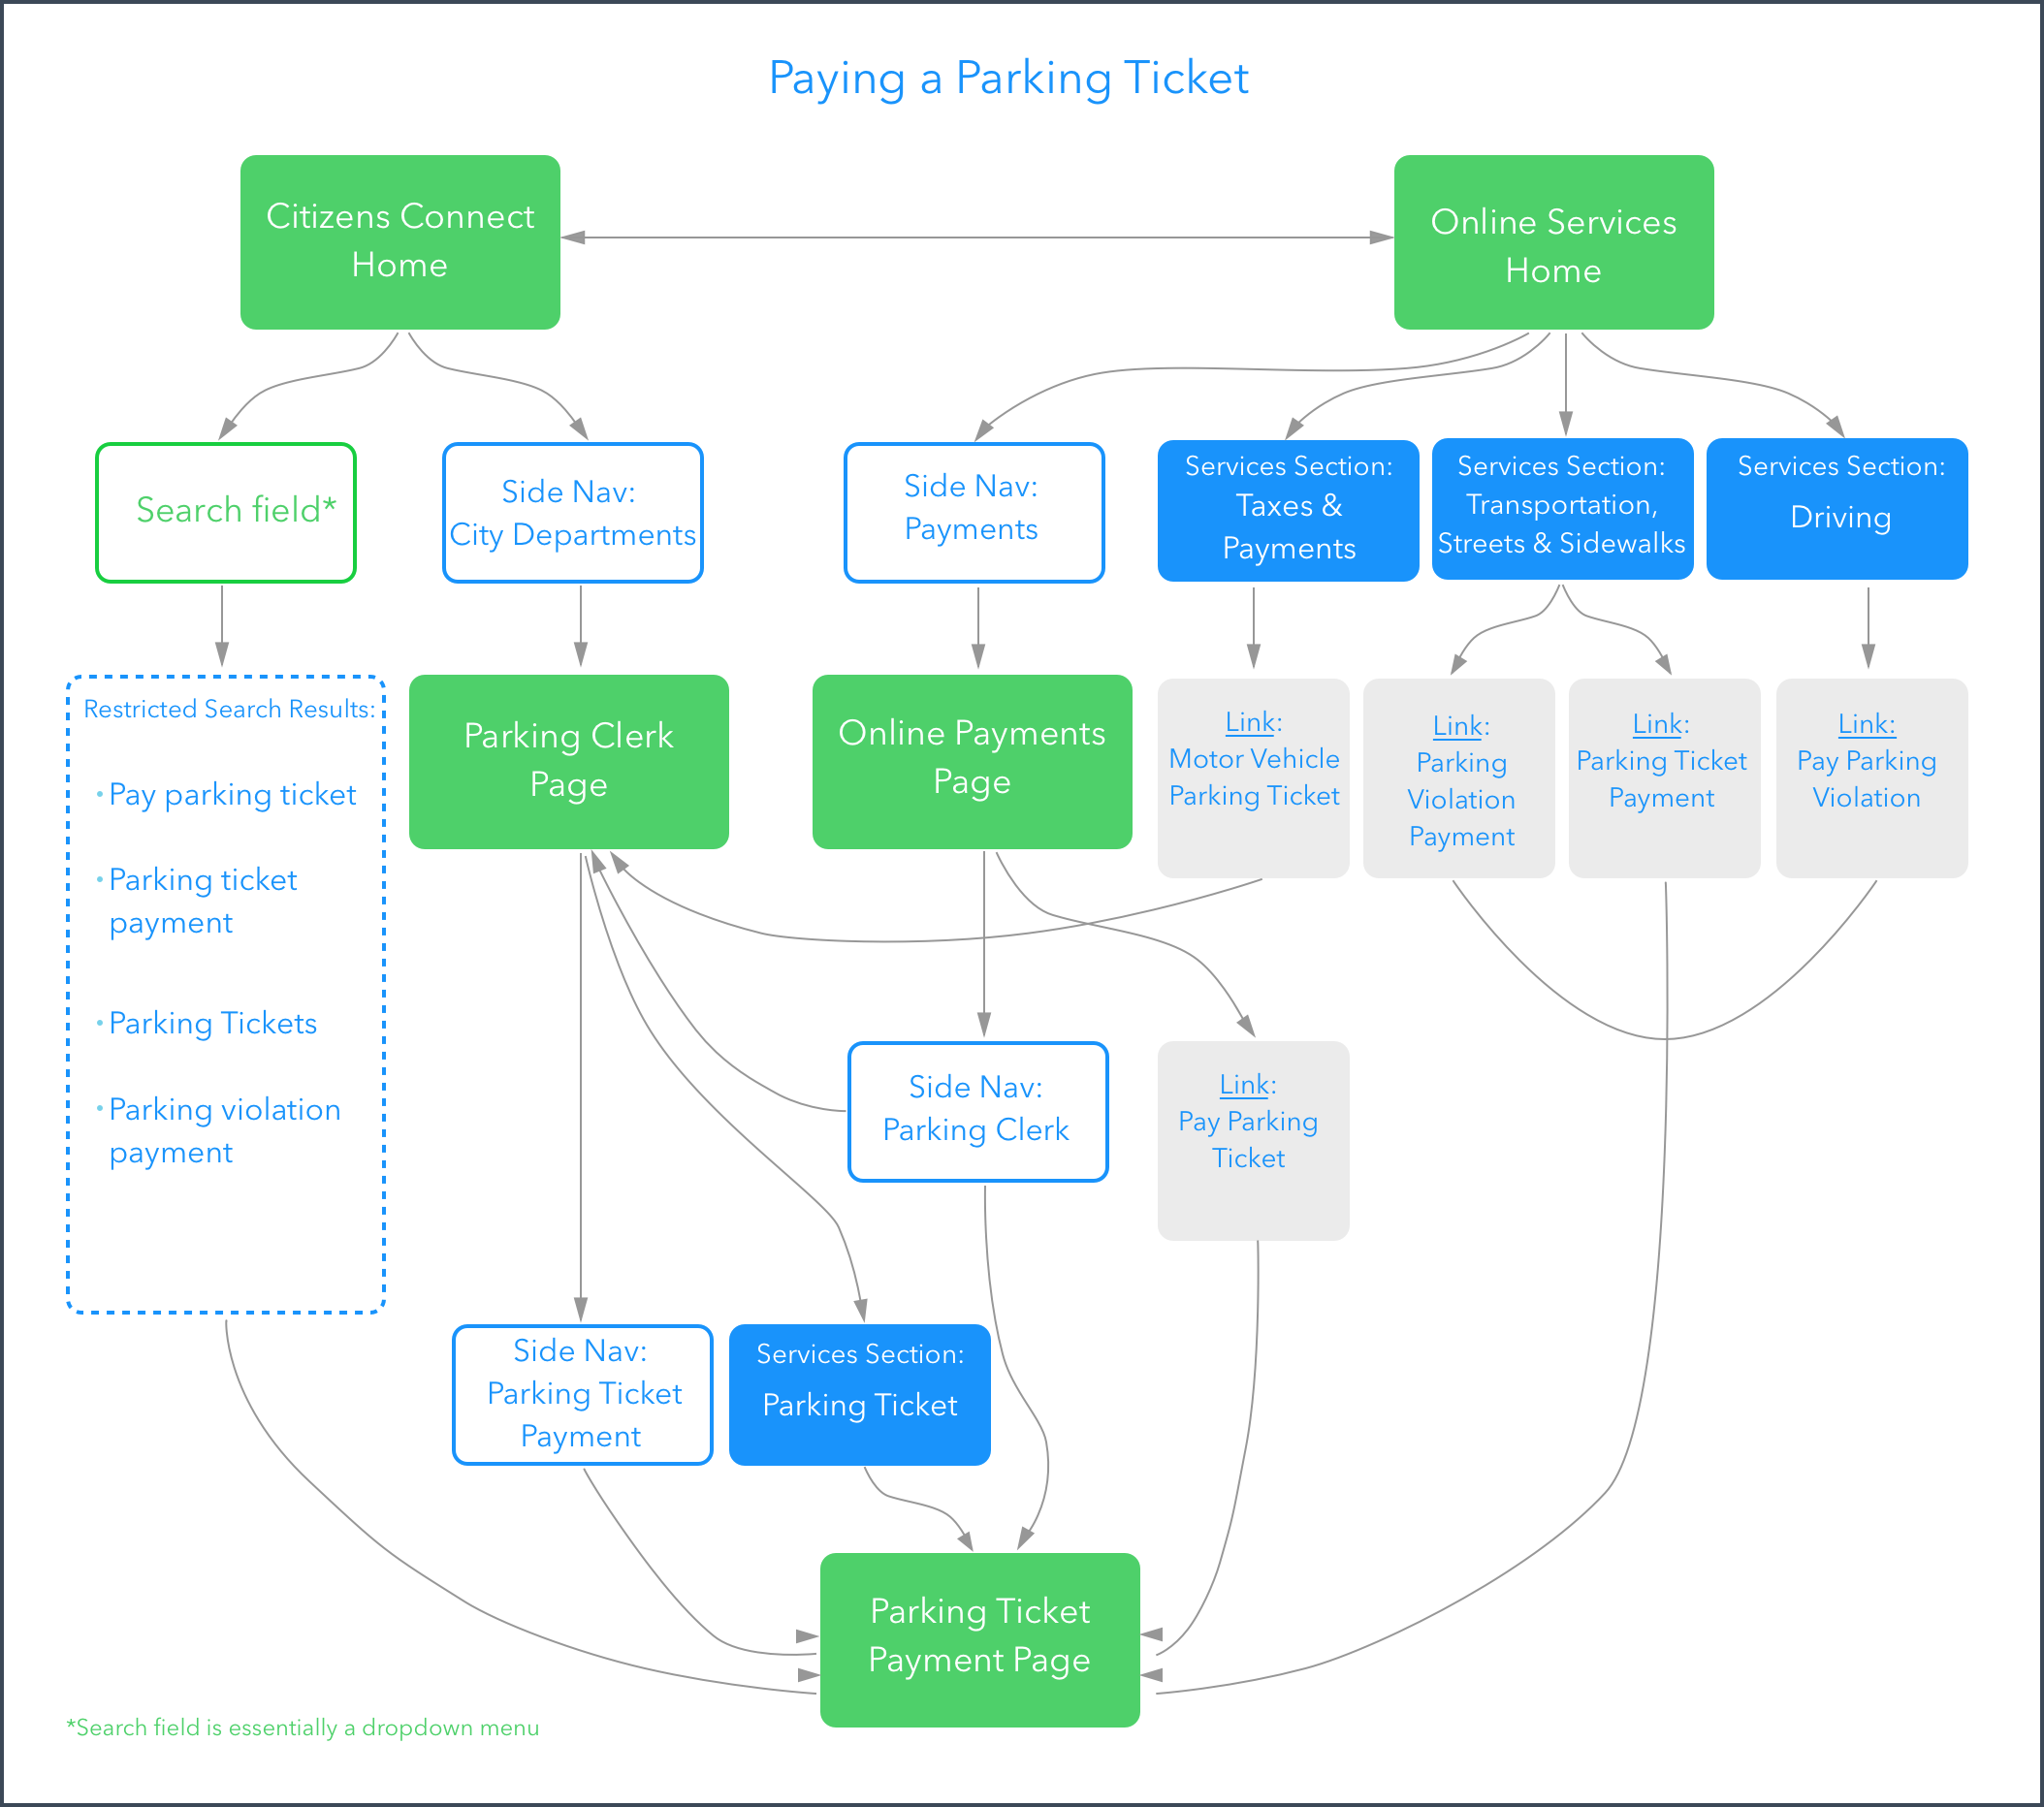 Paying a Parking Ticket
Citizens Connect
Home
Online Services
Home
Search field*
Side Nav:
City Departments
Side Nav:
Payments
Services Section:
Taxes &
Payments
Services Section:
Transportation,
Streets & Sidewalks
Services Section:
Driving
Restricted Search Results:
• Pay parking ticket
• Parking ticket
payment
• Parking Tickets
• Parking violation
payment
Parking Clerk
Page
Online Payments
Page
Link:
Motor Vehicle
Parking Ticket
Link:
Parking
Violation
Payment
Link:
Parking Ticket
Payment
Link:
Pay Parking
Violation
Side Nav:
Parking Clerk
Link:
Pay Parking
Ticket
Side Nav:
Parking Ticket
Payment
Services Section:
Parking Ticket
Parking Ticket
Payment Page
*Search field is essentially a dropdown menu